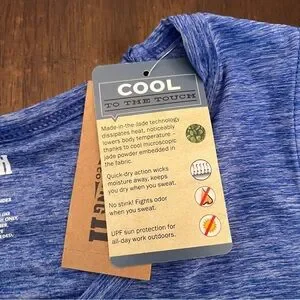 COOL
TO THE TOUCH
Made-in-the-Jade technology
dissipates heat, noticeably
lowers body temperature –
thanks to cool microscopic
jade powder embedded in
the fabric.
Quick-dry action wicks
moisture away, keeps
you dry when you sweat.
No stink! Fights odor
when you sweat.
UPF sun protection for
all-day work outdoors.